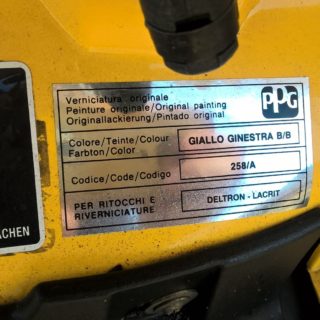 Verniciatura originale
Peinture originale/Original painting
Originallackierung/Pintado original
PPG
Colore/Teinte/Colour
Farbton/Color
GIALLO GINESTRA B/B
Codice/Code/Codigo
258/A
PER RITOCCHI E
RIVERNICIATURE
DELTRON - LACRIT
ACHEN